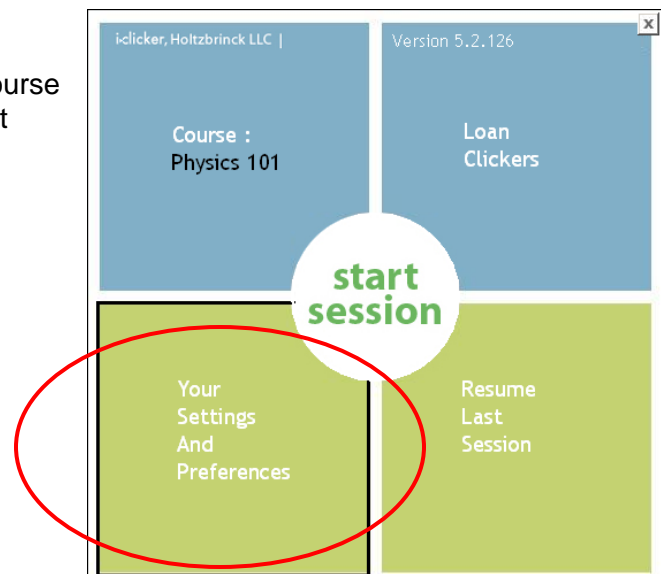 i-clicker, Holtzbrinck LLC |
Version 5.2.126
x
ourse
t
Course :
Physics 101
Loan
Clickers
start
session
Your
Settings
And
Preferences
Resume
Last
Session